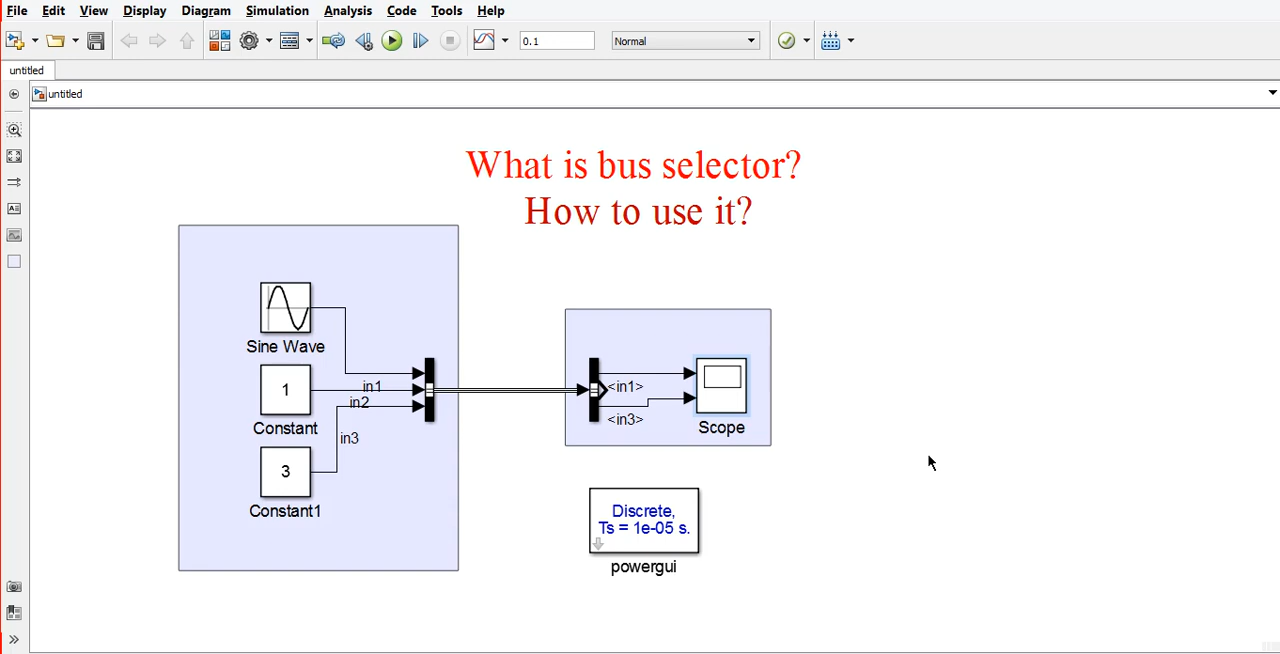 File Edit View Display Diagram Simulation Analysis Code Tools Help
0.1 Normal
untitled
untitled
What is bus selector?
How to use it?
Sine Wave
1
in1
in2
Constant
in3
3
Constant1
<in1>
<in3>
Scope
Discrete,
Ts = 1e-05 s.
powergui